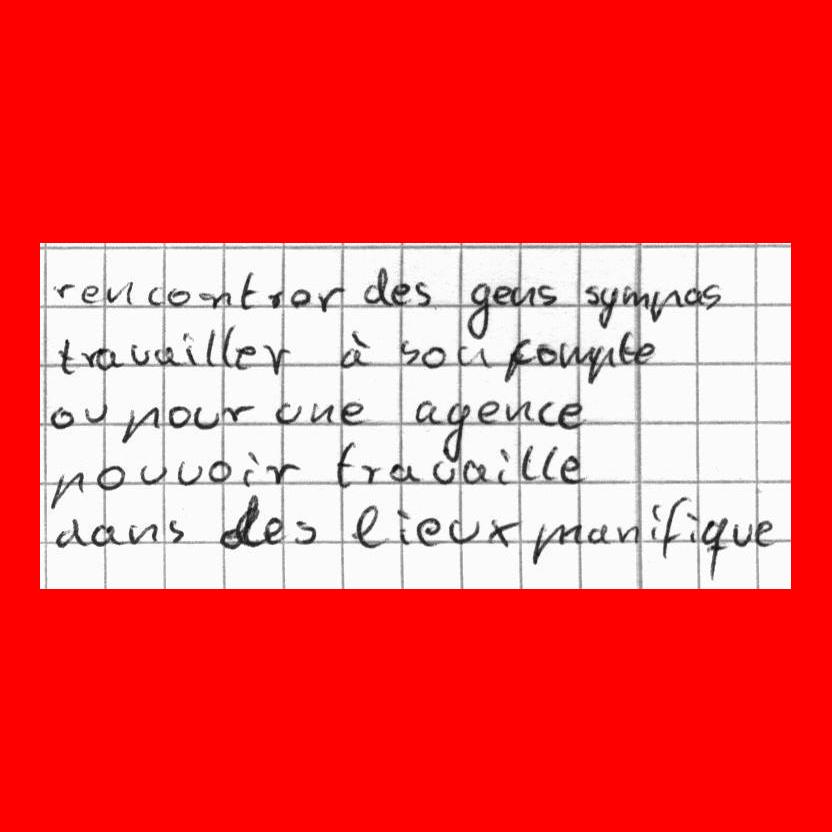 rencontrer des gens sympas
travailler à son compte
ou pour une agence
pouvoir travaille
dans des lieux manifique